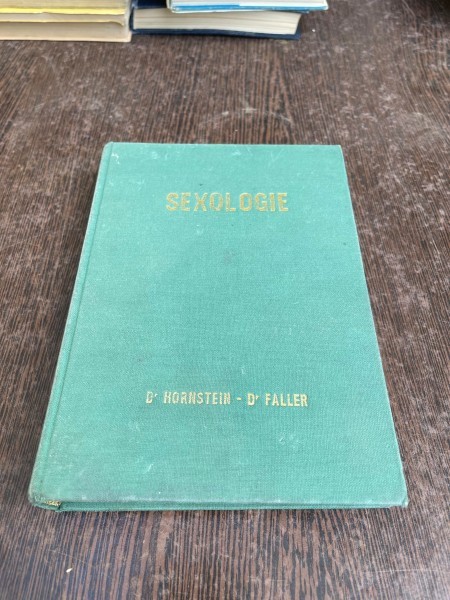 SEXOLOGIE
Dr HORNSTEIN - Dr FALLER